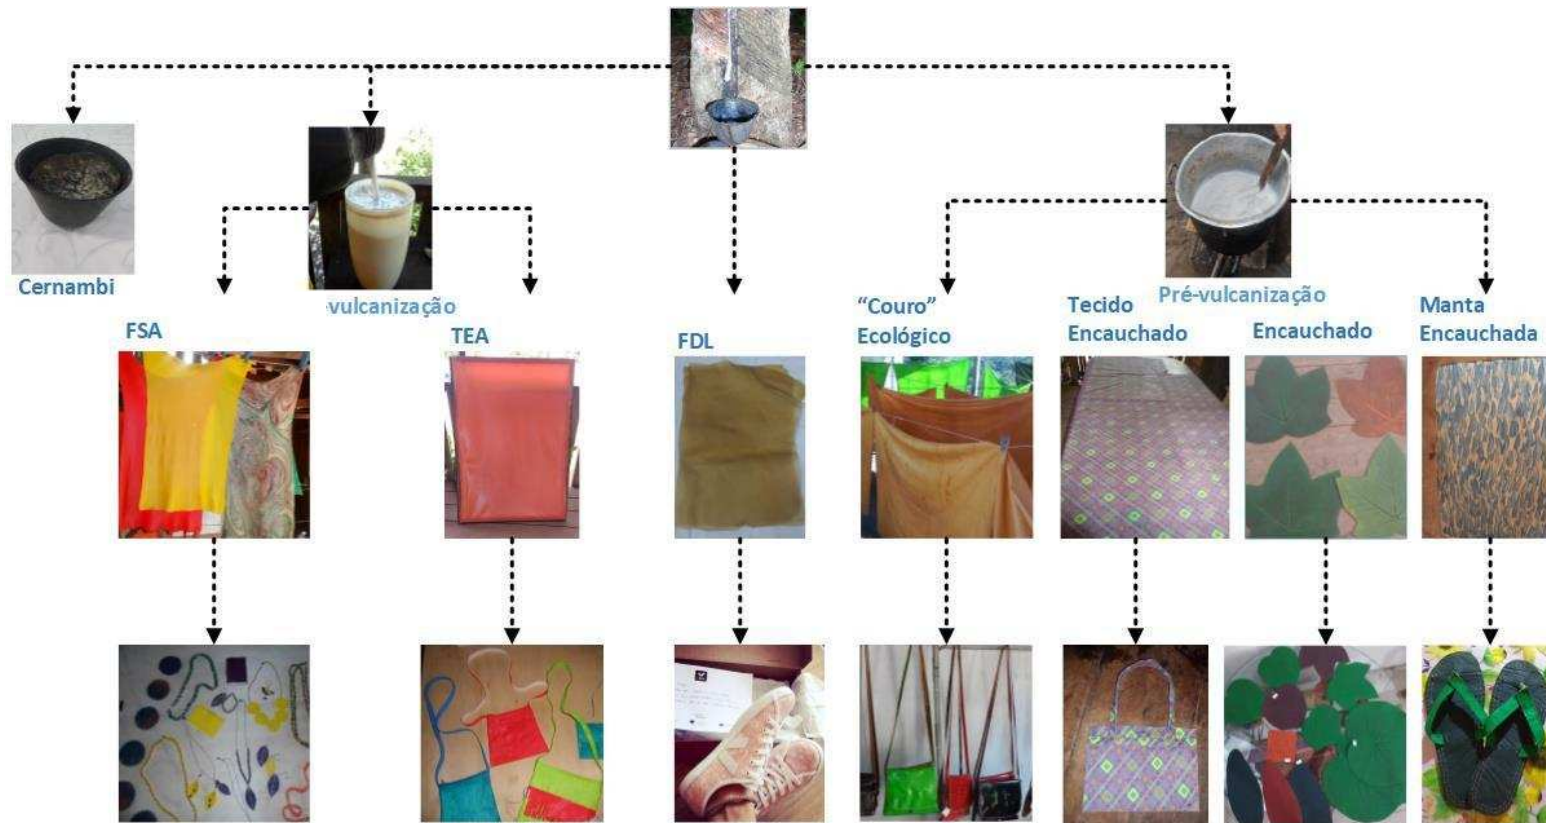 Cernambi
-vulcanização
Pré-vulcanização
FSA
TEA
FDL
“Couro”
Ecológico
Tecido
Encauchado
Encauchado
Manta
Encauchada